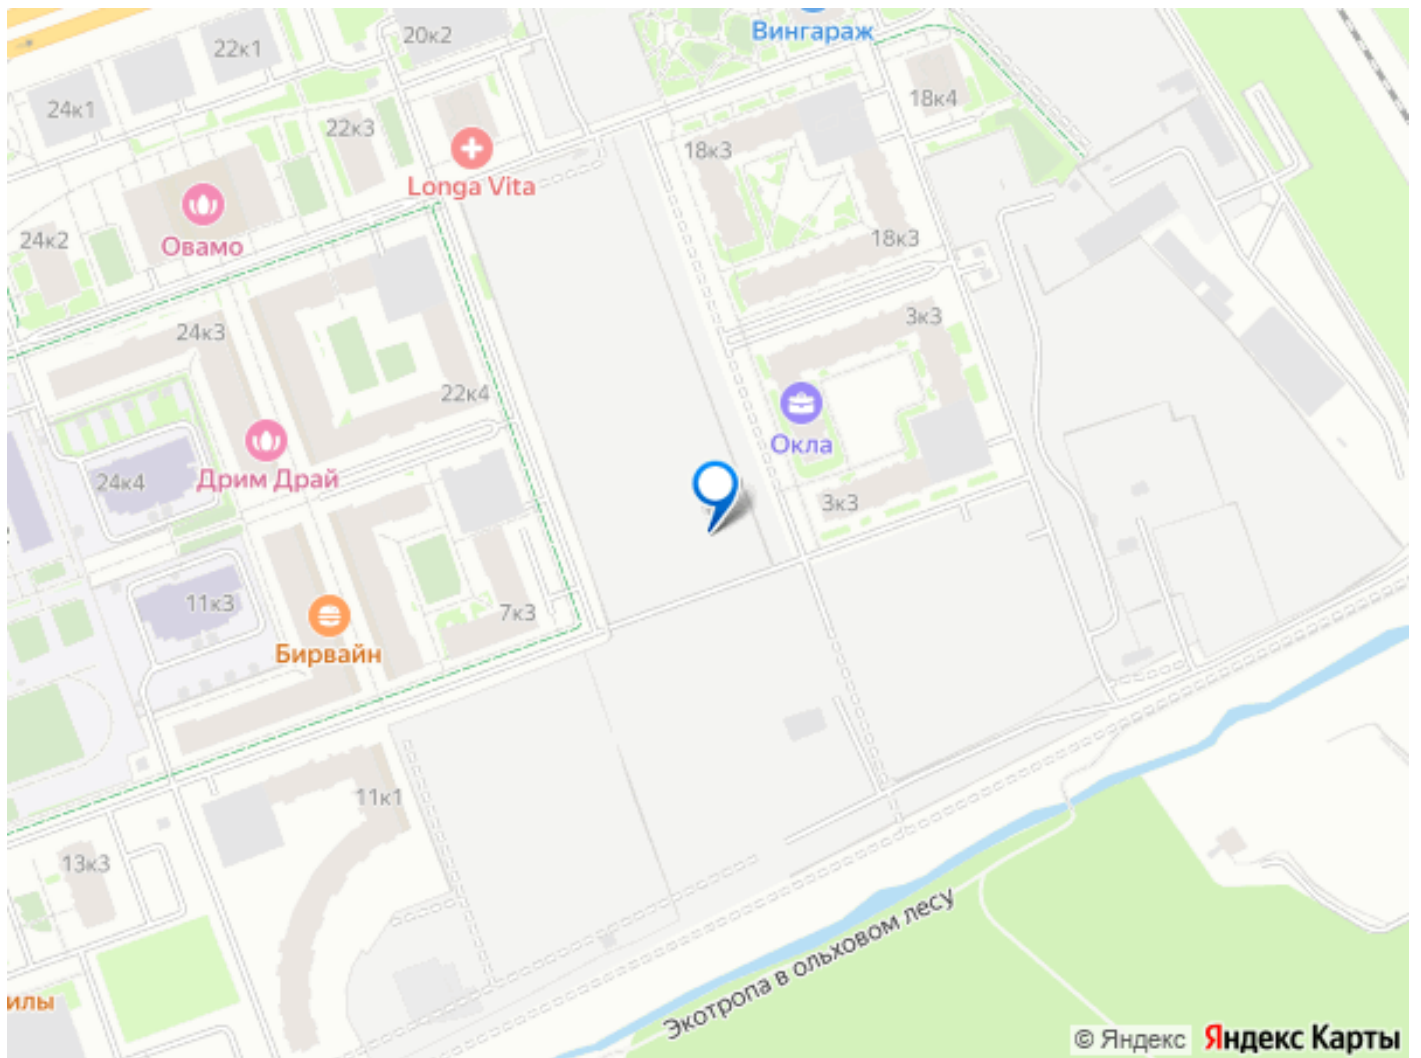 20к2
Вингараж
22к1
24к1
18к4
22к3
18к3
Longa Vita
24к2
Овамо
18к3
24к3
3к3
22к4
Окла
24к4
Дрим Драй
3к3
11к3
7к3
Бирвайн
11к1
13к3
Экотропа в ольховом лесу
илы
© Яндекс Яндекс Карты